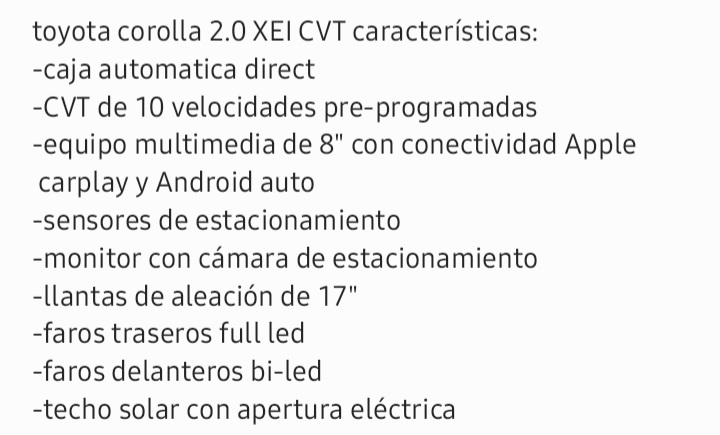 toyota corolla 2.0 XEI CVT características:
-caja automatica direct
-CVT de 10 velocidades pre-programadas
-equipo multimedia de 8" con conectividad Apple
carplay y Android auto
-sensores de estacionamiento
-monitor con cámara de estacionamiento
-llantas de aleación de 17"
-faros traseros full led
-faros delanteros bi-led
-techo solar con apertura eléctrica